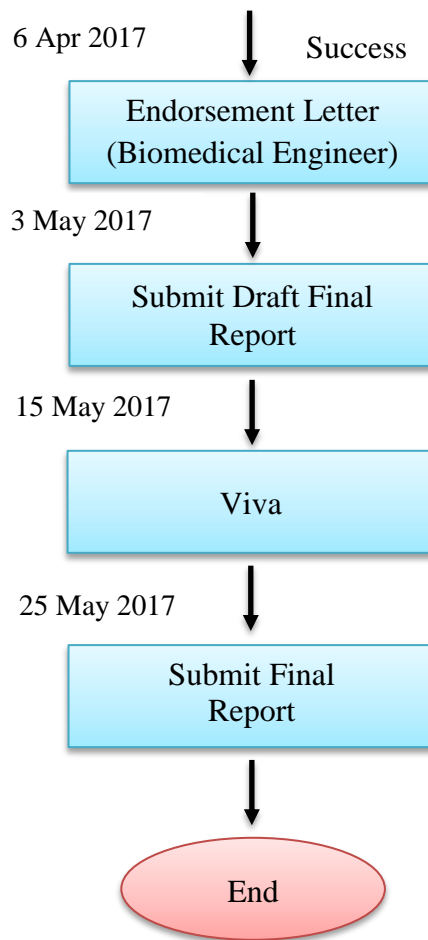 6 Apr 2017
Success
Endorsement Letter
(Biomedical Engineer)
3 May 2017
Submit Draft Final
Report
15 May 2017
Viva
25 May 2017
Submit Final
Report
End